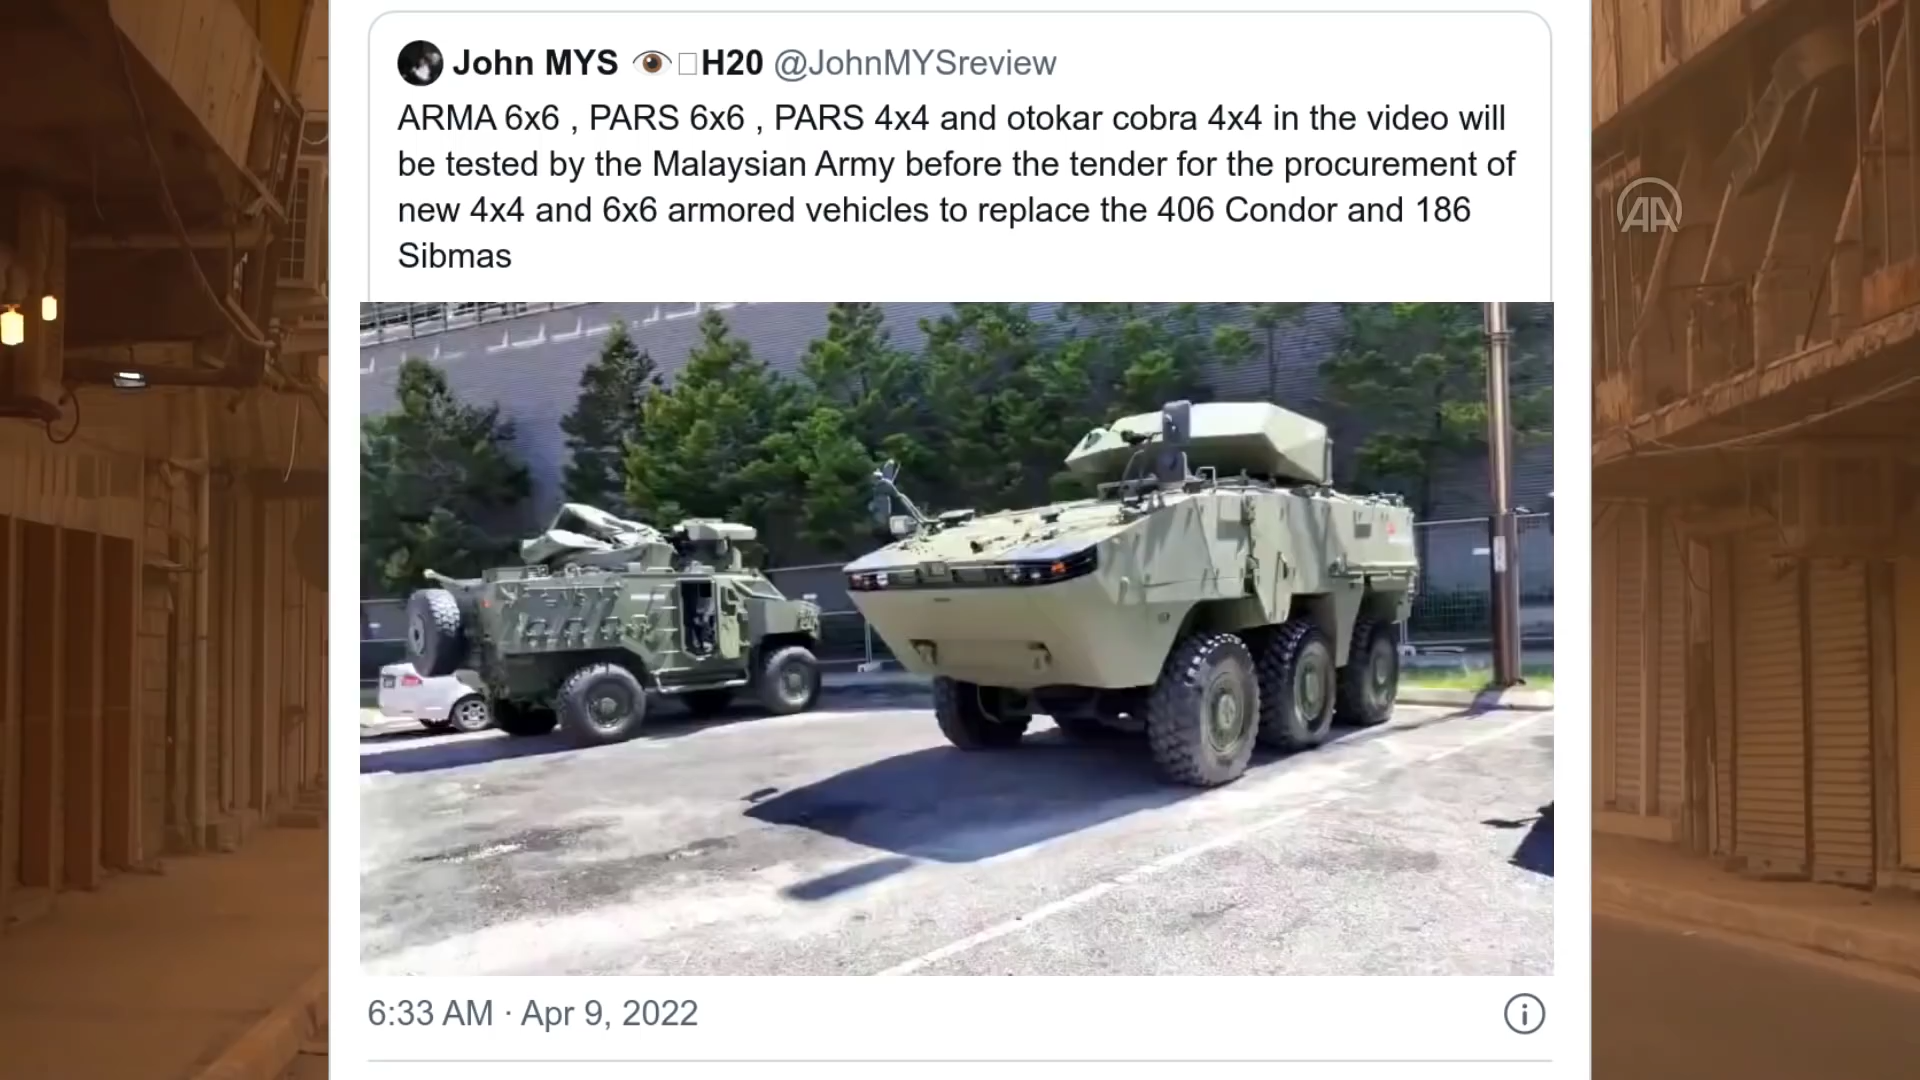 John MYS 👁️□H20 @JohnMYSreview
ARMA 6x6 , PARS 6x6 , PARS 4x4 and otokar cobra 4x4 in the video will
be tested by the Malaysian Army before the tender for the procurement of
new 4x4 and 6x6 armored vehicles to replace the 406 Condor and 186
Sibmas
AA
6:33 AM · Apr 9, 2022